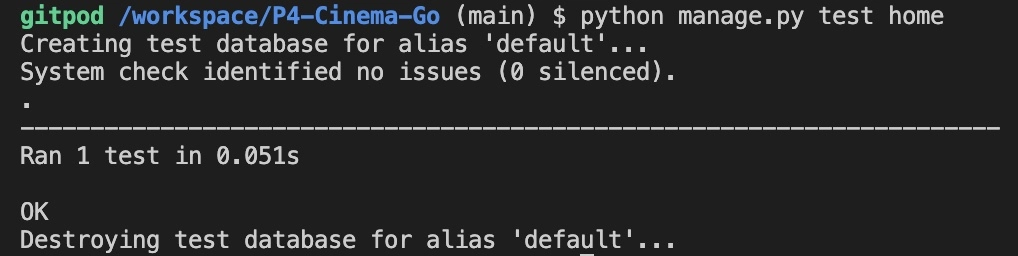 gitpod /workspace/P4-Cinema-Go (main) $ python manage.py test home
Creating test database for alias 'default'...
System check identified no issues (0 silenced).
.
----------------------------------------------------------------------
Ran 1 test in 0.051s

OK
Destroying test database for alias 'default'...